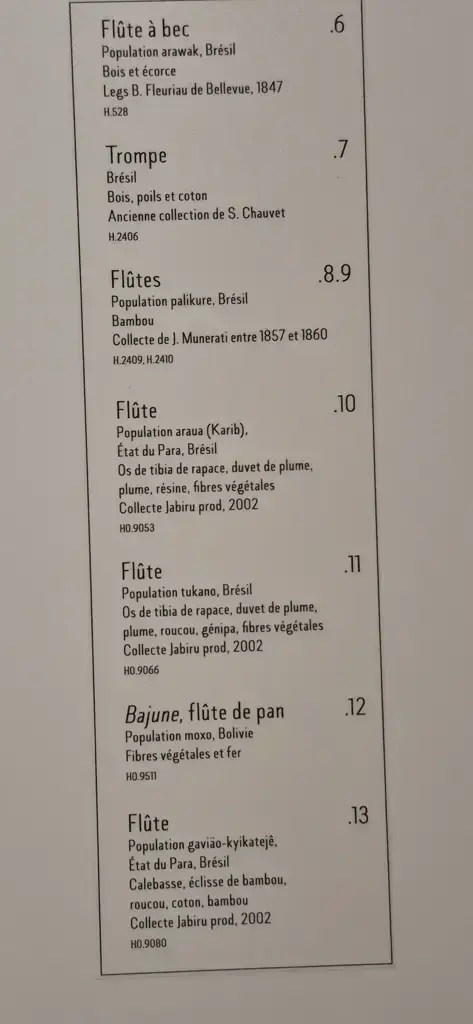 Flûte à bec .6
Population arawak, Brésil
Bois et écorce
Legs B. Fleuriau de Bellevue, 1847
H.528
Trompe .7
Brésil
Bois, poils et coton
Ancienne collection de S. Chauvet
H.2406
Flûtes .8.9
Population palikure, Brésil
Bambou
Collecte de J. Munerati entre 1857 et 1860
H.2409, H.2410
Flûte .10
Population araua (Karib),
État du Para, Brésil
Os de tibia de rapace, duvet de plume,
plume, résine, fibres végétales
Collecte Jabiru prod, 2002
H0.9053
Flûte .11
Population tukano, Brésil
Os de tibia de rapace, duvet de plume,
plume, roucou, génipa, fibres végétales
Collecte Jabiru prod, 2002
H0.9066
Bajune, flûte de pan .12
Population moxo, Bolivie
Fibres végétales et fer
H0.9511
Flûte .13
Population gavião-kyikatejê,
État du Para, Brésil
Calebasse, éclisse de bambou,
roucou, coton, bambou
Collecte Jabiru prod, 2002
H0.9080